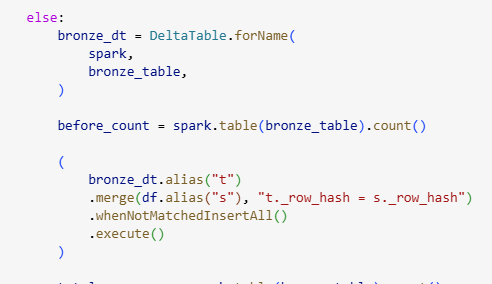 else:
    bronze_dt = DeltaTable.forName(
        spark,
        bronze_table,
    )

    before_count = spark.table(bronze_table).count()

    (
        bronze_dt.alias("t")
        .merge(df.alias("s"), "t._row_hash = s._row_hash")
        .whenNotMatchedInsertAll()
        .execute()
    )